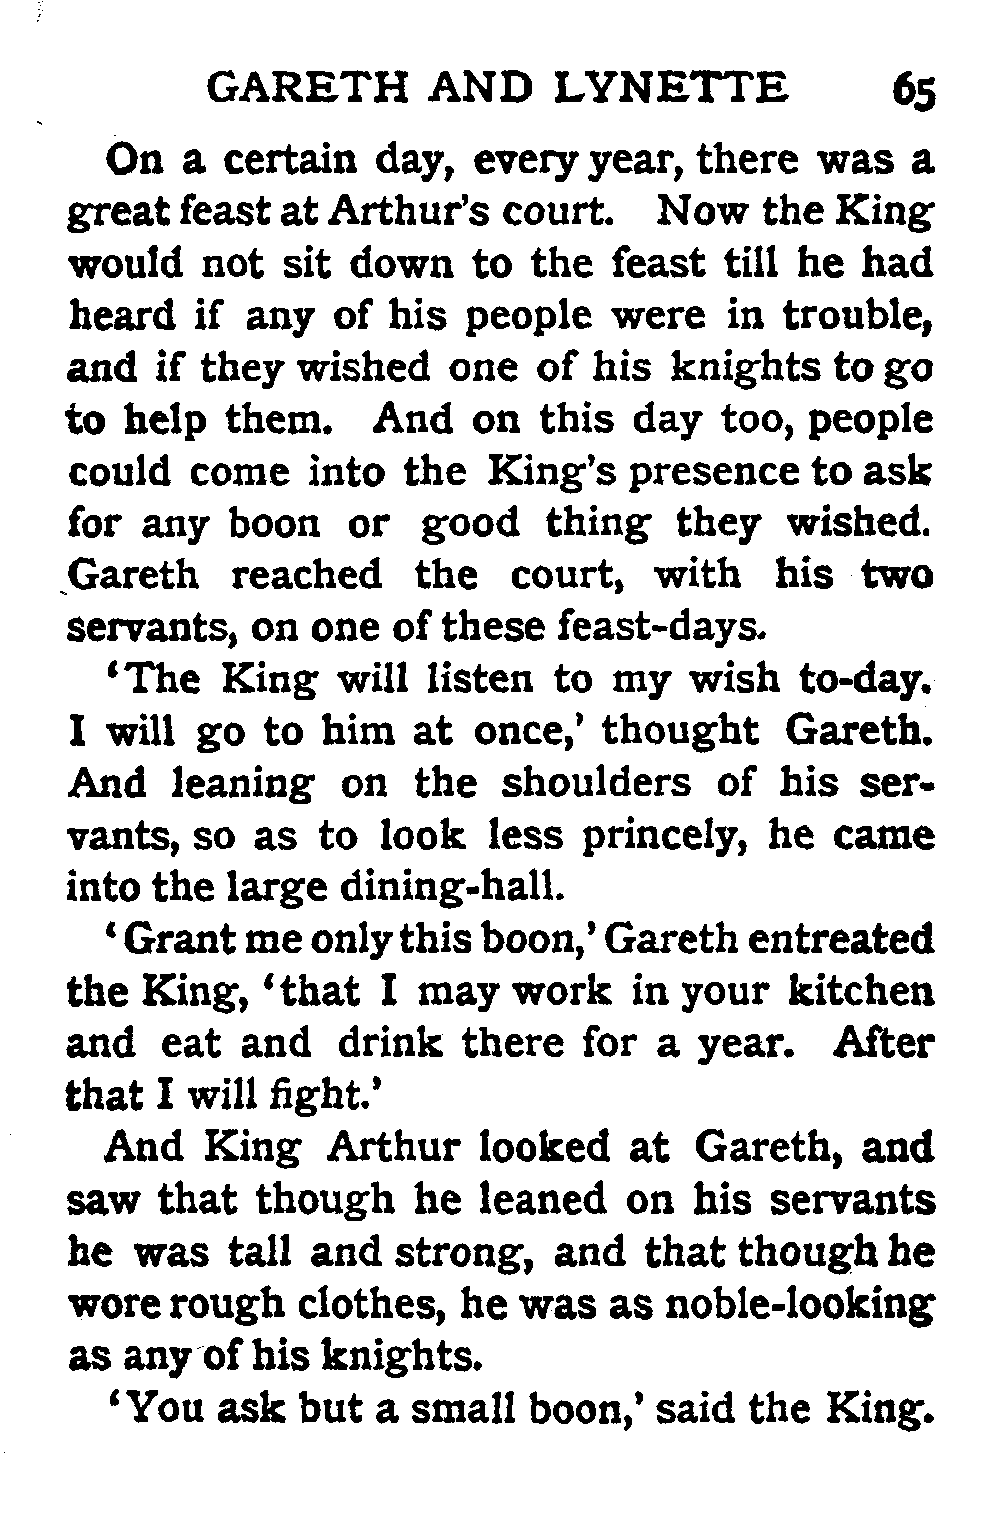 GARETH AND LYNETTE 65
On a certain day, every year, there was a
great feast at Arthur's court. Now the King
would not sit down to the feast till he had
heard if any of his people were in trouble,
and if they wished one of his knights to go
to help them. And on this day too, people
could come into the King's presence to ask
for any boon or good thing they wished.
Gareth reached the court, with his two
servants, on one of these feast-days.
‘The King will listen to my wish to-day.
I will go to him at once,’ thought Gareth.
And leaning on the shoulders of his ser-
vants, so as to look less princely, he came
into the large dining-hall.
‘Grant me only this boon,’ Gareth entreated
the King, ‘that I may work in your kitchen
and eat and drink there for a year. After
that I will fight.’
And King Arthur looked at Gareth, and
saw that though he leaned on his servants
he was tall and strong, and that though he
wore rough clothes, he was as noble-looking
as any of his knights.
‘You ask but a small boon,’ said the King.